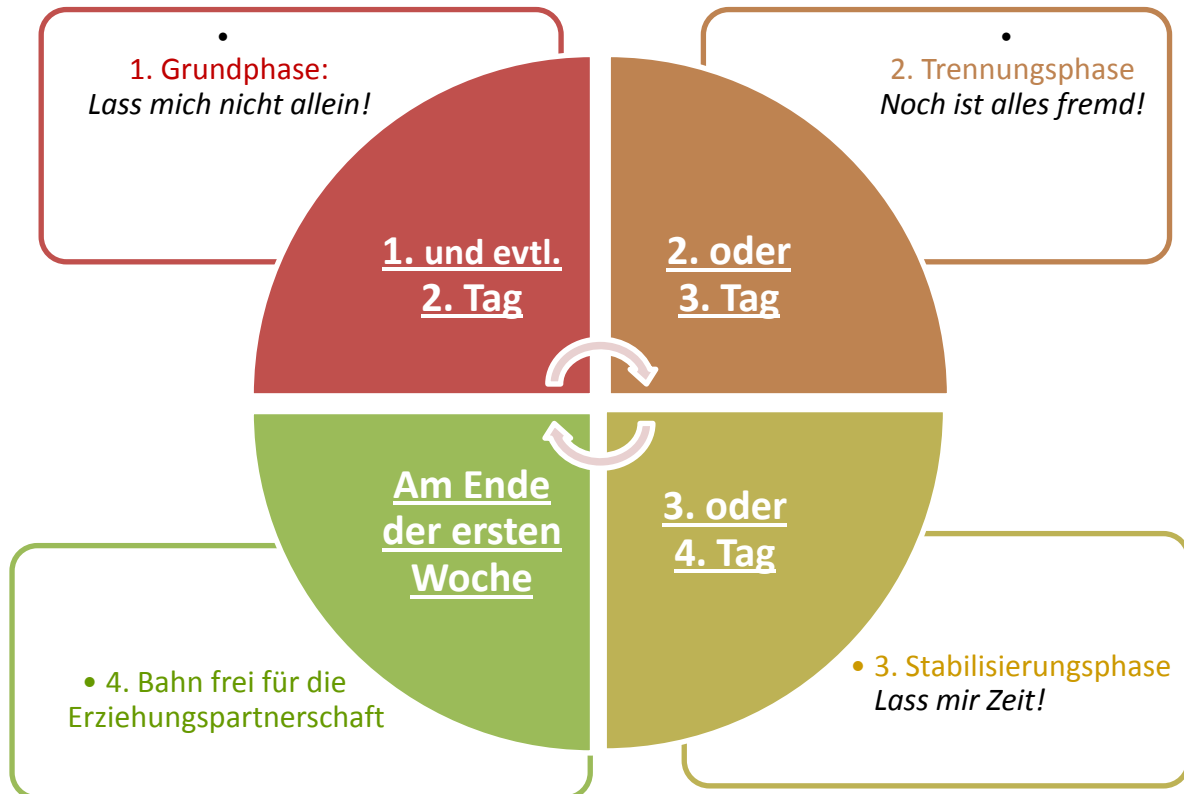 •
1. Grundphase:
Lass mich nicht allein!
•
2. Trennungsphase
Noch ist alles fremd!
1. und evtl.
2. Tag
2. oder
3. Tag
Am Ende
der ersten
Woche
3. oder
4. Tag
• 4. Bahn frei für die
Erziehungspartnerschaft
• 3. Stabilisierungsphase
Lass mir Zeit!